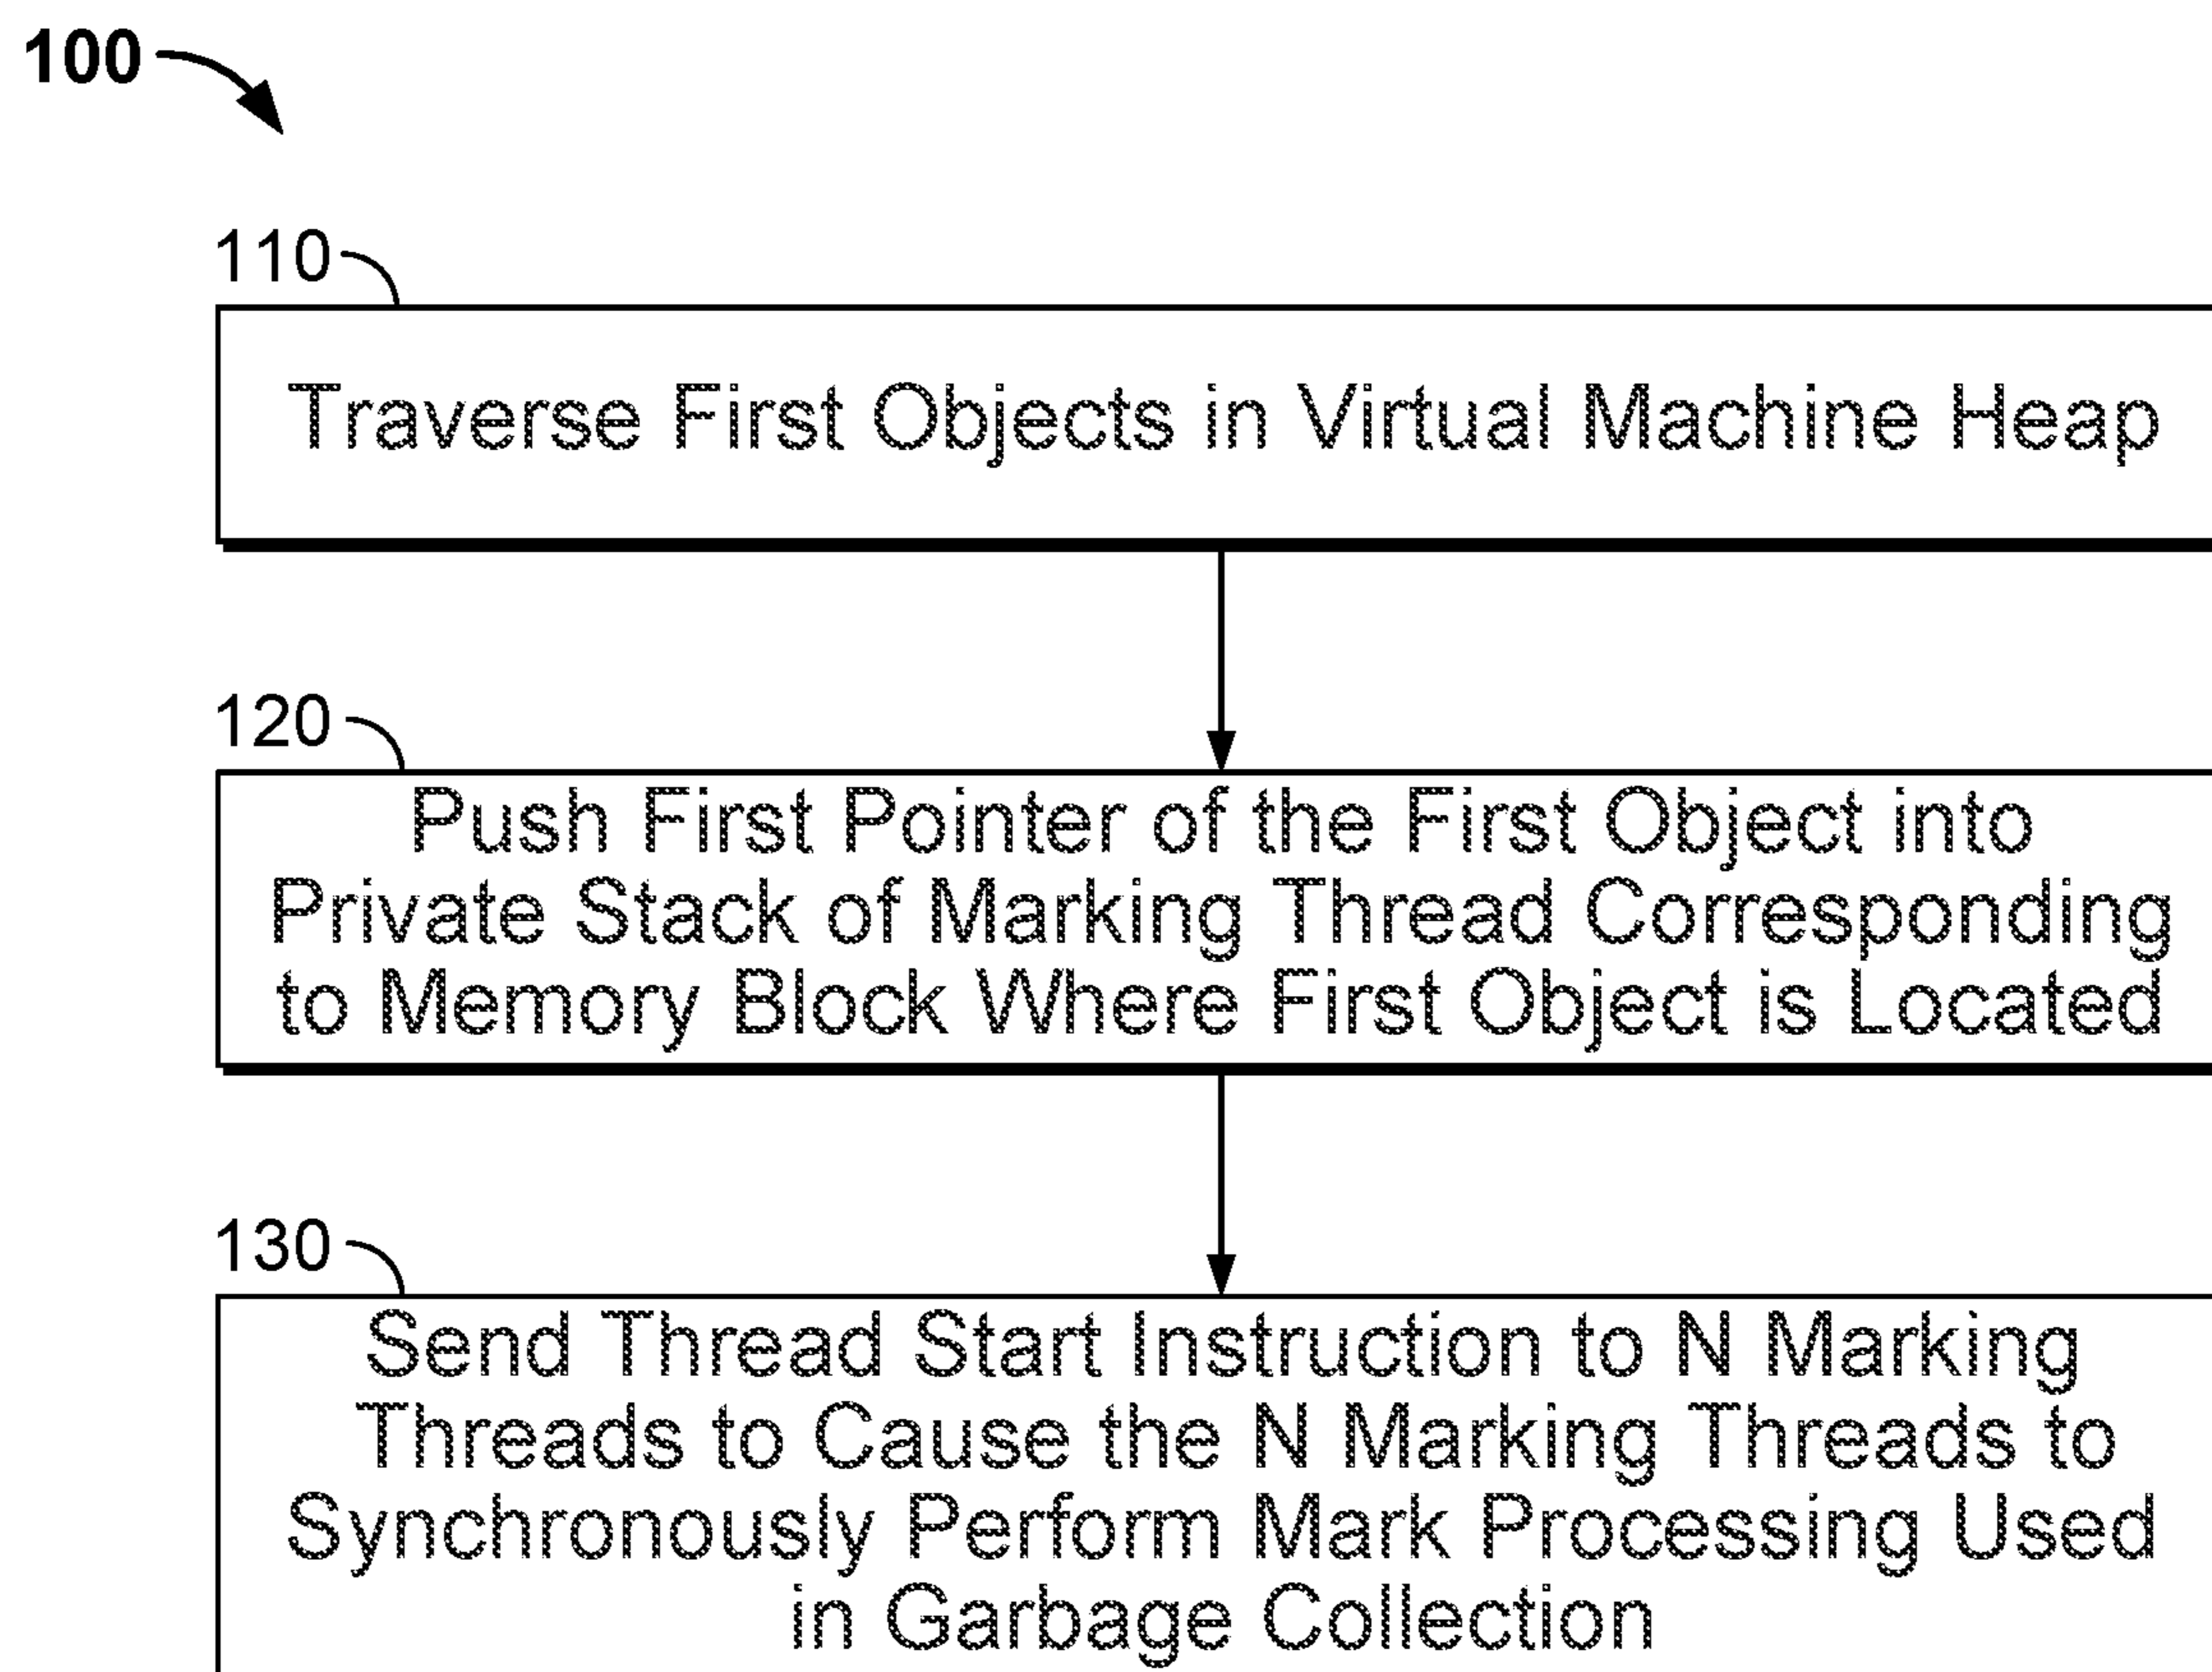 100
110
Traverse First Objects in Virtual Machine Heap
120
Push First Pointer of the First Object into
Private Stack of Marking Thread Corresponding
to Memory Block Where First Object is Located
130
Send Thread Start Instruction to N Marking
Threads to Cause the N Marking Threads to
Synchronously Perform Mark Processing Used
in Garbage Collection